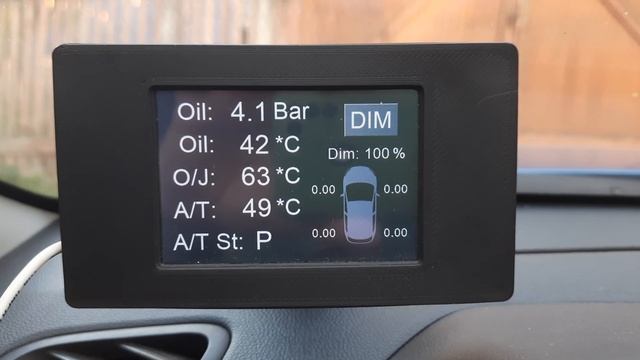 Oil: 4.1 Bar
Oil: 42 *C
O/J: 63 *C
A/T: 49 *C
A/T St: P
DIM
Dim: 100 %
0.00 0.00
0.00 0.00